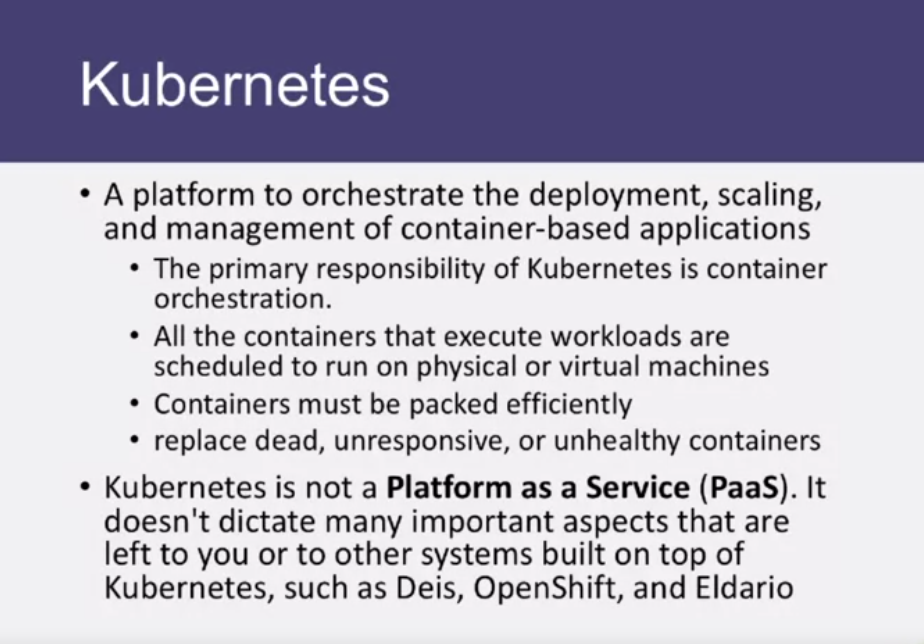 Kubernetes
• A platform to orchestrate the deployment, scaling,
and management of container-based applications
• The primary responsibility of Kubernetes is container
orchestration.
• All the containers that execute workloads are
scheduled to run on physical or virtual machines
• Containers must be packed efficiently
• replace dead, unresponsive, or unhealthy containers
• Kubernetes is not a Platform as a Service (PaaS). It
doesn't dictate many important aspects that are
left to you or to other systems built on top of
Kubernetes, such as Deis, OpenShift, and Eldario